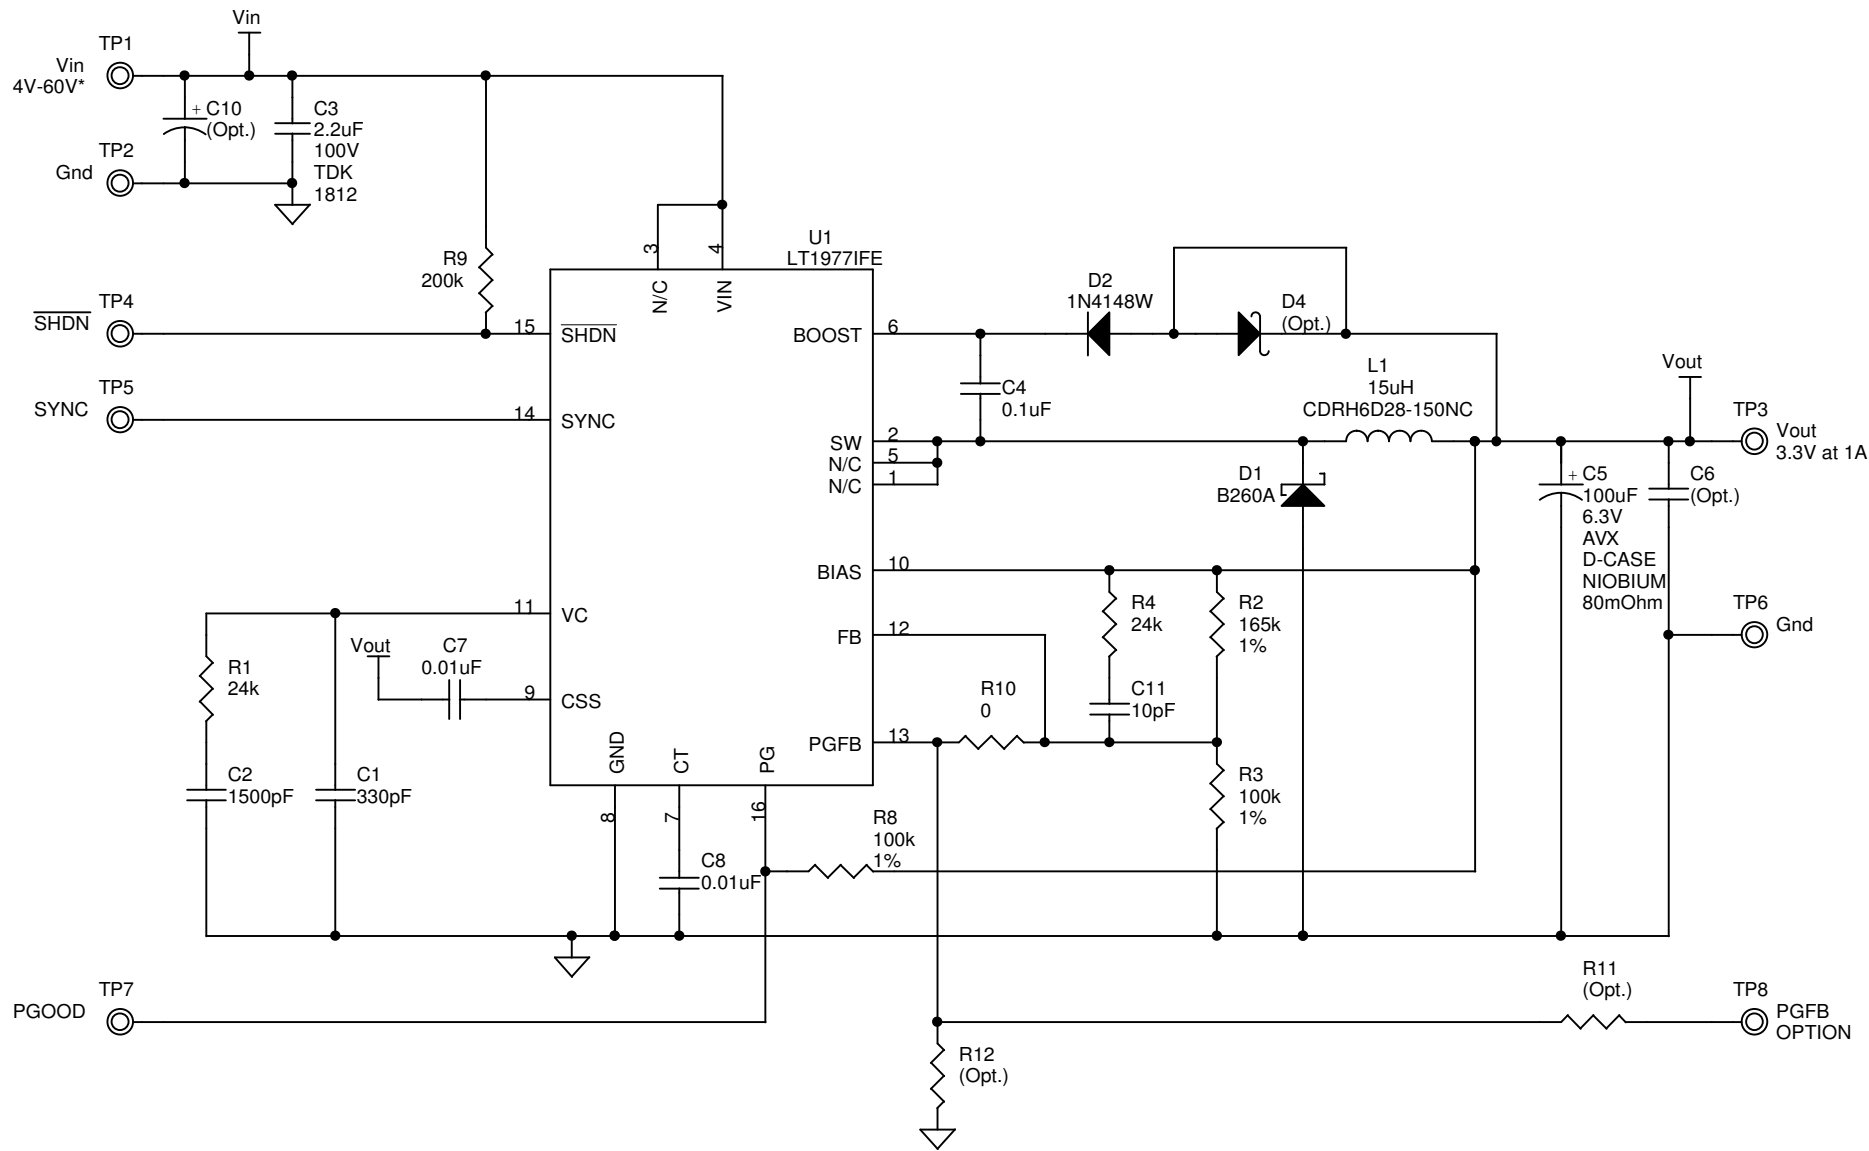 Vin
TP1
Vin
4V-60V*
+ C10
(Opt.)
C3
2.2uF
100V
TDK
1812
TP2
Gnd
R9
200k
TP4
SHDN
TP5
SYNC
U1
LT1977IFE
3
4
N/C
VIN
15
SHDN
14
SYNC
BOOST
6
SW
2
N/C
5
N/C
1
BIAS
10
FB
12
PGFB
13
11
VC
9
CSS
GND
CT
PG
8
7
16
D2
1N4148W
D4
(Opt.)
C4
0.1uF
L1
15uH
CDRH6D28-150NC
D1
B260A
Vout
TP3
Vout
3.3V at 1A
+ C5
100uF
6.3V
AVX
D-CASE
NIOBIUM
80mOhm
C6
(Opt.)
TP6
Gnd
R4
24k
R2
165k
1%
C11
10pF
R10
0
R3
100k
1%
R8
100k
1%
Vout
C7
0.01uF
R1
24k
C2
1500pF
C1
330pF
C8
0.01uF
TP7
PGOOD
R11
(Opt.)
TP8
PGFB
OPTION
R12
(Opt.)